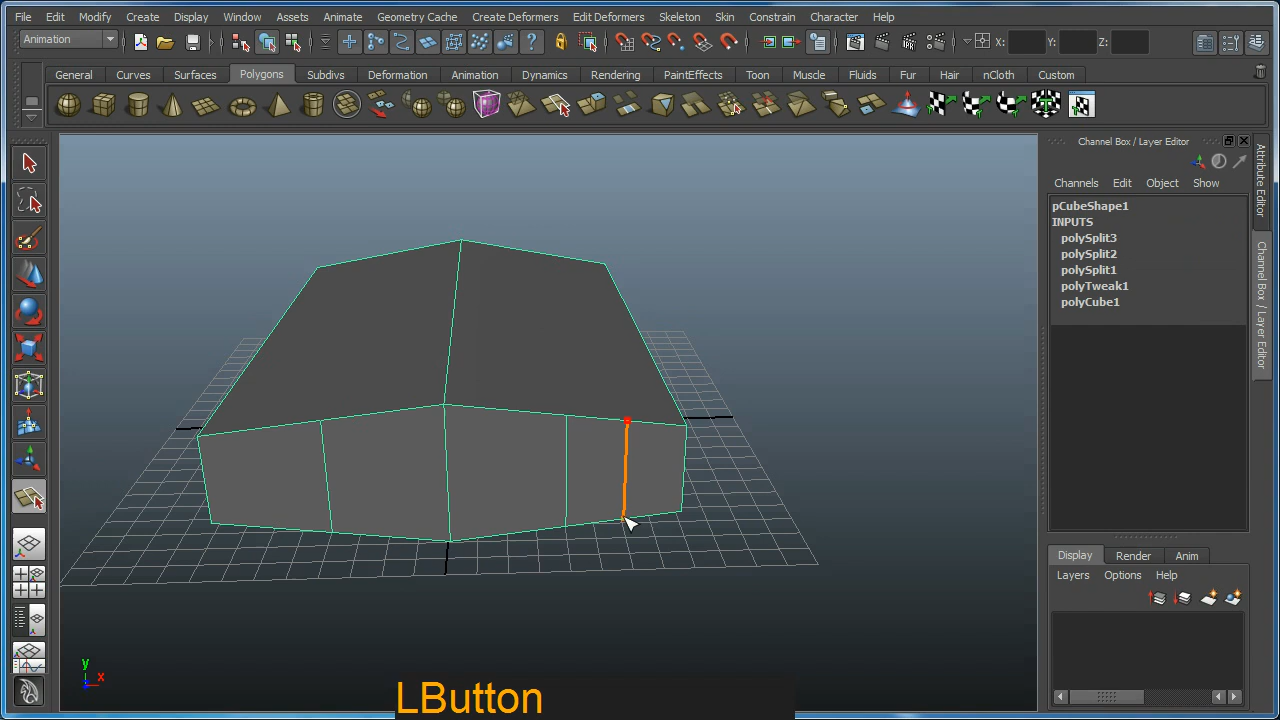 File Edit Modify Create Display Window Assets Animate Geometry Cache Create Deformers Edit Deformers Skeleton Skin Constrain Character Help
Animation X: Y: Z:
General Curves Surfaces Polygons Subdivs Deformation Animation Dynamics Rendering PaintEffects Toon Muscle Fluids Fur Hair nCloth Custom
Channel Box / Layer Editor
Channels Edit Object Show
pCubeShape1
INPUTS
polySplit3
polySplit2
polySplit1
polyTweak1
polyCube1
Display Render Anim
Layers Options Help
Attribute Editor
Channel Box / Layer Editor
y
x
LButton